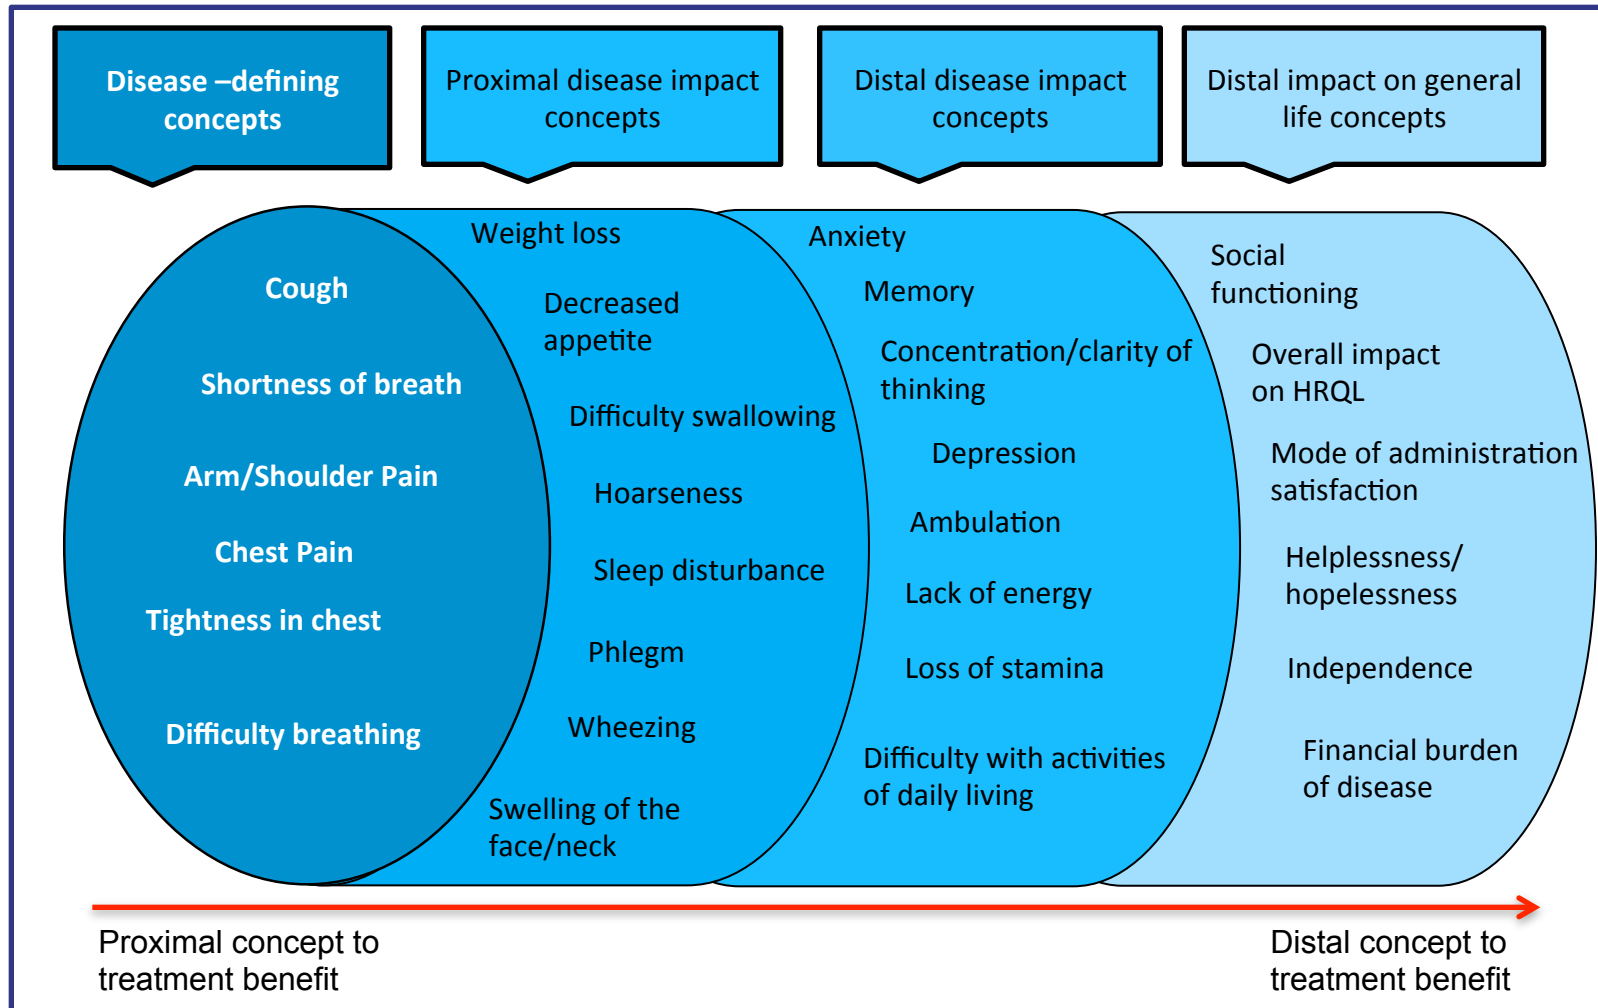 Disease –defining
concepts
Proximal disease impact
concepts
Distal disease impact
concepts
Distal impact on general
life concepts
Cough
Shortness of breath
Arm/Shoulder Pain
Chest Pain
Tightness in chest
Difficulty breathing
Weight loss
Decreased
appetite
Difficulty swallowing
Hoarseness
Sleep disturbance
Phlegm
Wheezing
Swelling of the
face/neck
Anxiety
Memory
Concentration/clarity of
thinking
Depression
Ambulation
Lack of energy
Loss of stamina
Difficulty with activities
of daily living
Social
functioning
Overall impact
on HRQL
Mode of administration
satisfaction
Helplessness/
hopelessness
Independence
Financial burden
of disease
Proximal concept to
treatment benefit
Distal concept to
treatment benefit